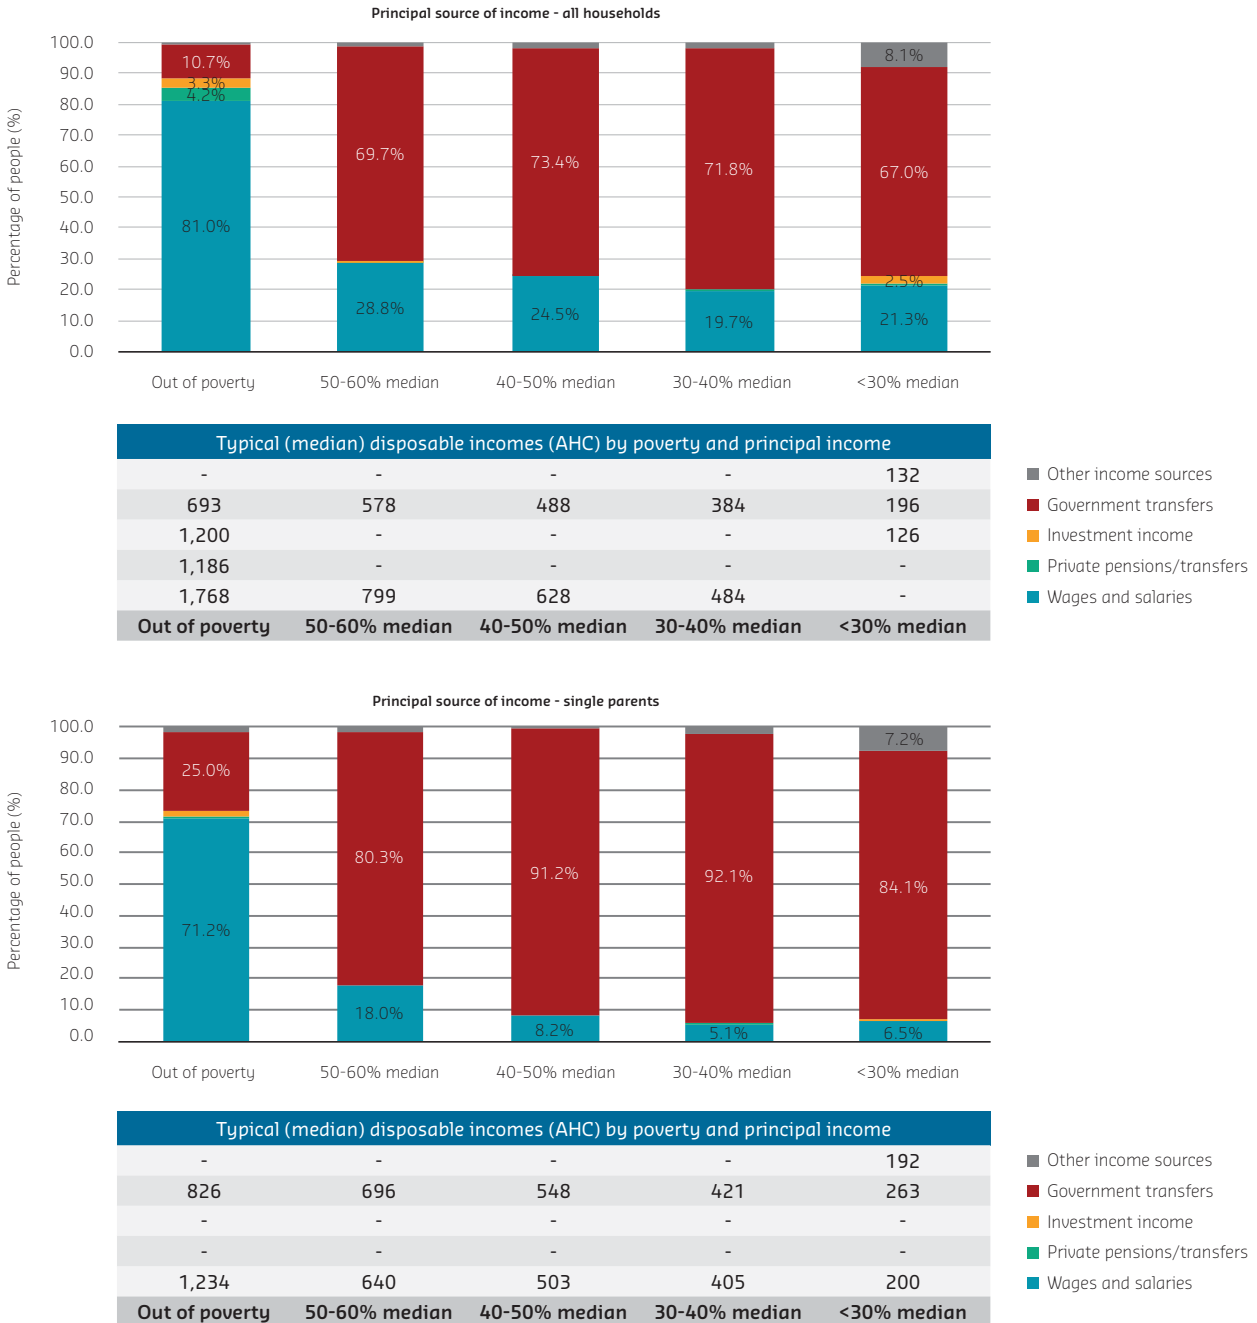 Principal source of income - all households
Percentage of people (%)
100.0
90.0
80.0
70.0
60.0
50.0
40.0
30.0
20.0
10.0
0.0
10.7%
3.3%
4.2%
81.0%
69.7%
28.8%
73.4%
24.5%
71.8%
19.7%
8.1%
67.0%
2.5%
21.3%
Out of poverty 50-60% median 40-50% median 30-40% median <30% median
Typical (median) disposable incomes (AHC) by poverty and principal income
- - - - 132
693 578 488 384 196
1,200 - - - 126
1,186 - - - -
1,768 799 628 484 -
Out of poverty 50-60% median 40-50% median 30-40% median <30% median
Other income sources
Government transfers
Investment income
Private pensions/transfers
Wages and salaries
Principal source of income - single parents
Percentage of people (%)
100.0
90.0
80.0
70.0
60.0
50.0
40.0
30.0
20.0
10.0
0.0
25.0%
71.2%
80.3%
18.0%
91.2%
8.2%
92.1%
5.1%
7.2%
84.1%
6.5%
Out of poverty 50-60% median 40-50% median 30-40% median <30% median
Typical (median) disposable incomes (AHC) by poverty and principal income
- - - - 192
826 696 548 421 263
- - - - -
- - - - -
1,234 640 503 405 200
Out of poverty 50-60% median 40-50% median 30-40% median <30% median
Other income sources
Government transfers
Investment income
Private pensions/transfers
Wages and salaries